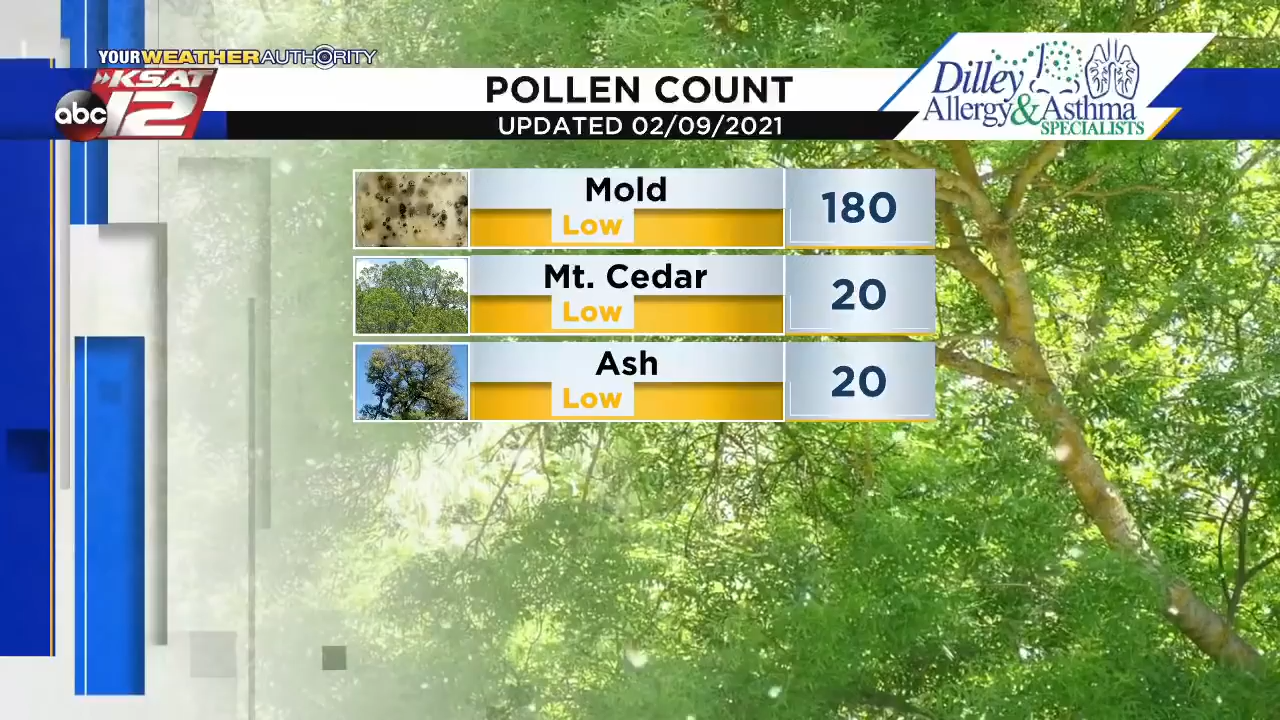 YOUR WEATHER AUTHORITY
KSAT
abc 12
POLLEN COUNT
UPDATED 02/09/2021
Dilley
Allergy & Asthma
SPECIALISTS
Mold
Low
180
Mt. Cedar
Low
20
Ash
Low
20